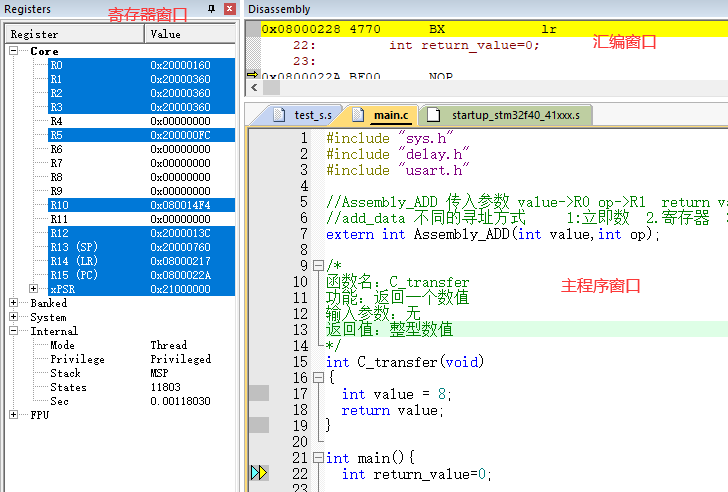 Registers
寄存器窗口
Register Value
Core
R0 0x20000160
R1 0x20000360
R2 0x20000360
R3 0x20000360
R4 0x00000000
R5 0x200000FC
R6 0x00000000
R7 0x00000000
R8 0x00000000
R9 0x00000000
R10 0x080014F4
R11 0x00000000
R12 0x2000013C
R13 (SP) 0x20000760
R14 (LR) 0x08000217
R15 (PC) 0x0800022A
xPSR 0x21000000
Banked
System
Internal
Mode Thread
Privilege Privileged
Stack MSP
States 11803
Sec 0.00118030
FPU
Disassembly
0x08000228 4770 BX lr
22: int return_value=0;
汇编窗口
23:
0x0800022A BF00 NOP
test_s.s main.c startup_stm32f40_41xxx.s
1 #include "sys.h"
2 #include "delay.h"
3 #include "usart.h"
4
5 //Assembly_ADD 传入参数 value->R0 op->R1 return va
6 //add_data 不同的寻址方式 1:立即数 2.寄存器
7 extern int Assembly_ADD(int value,int op);
8
9 /*
10 函数名：C_transfer
主程序窗口
11 功能：返回一个数值
12 输入参数：无
13 返回值：整型数值
14 */
15 int C_transfer(void)
16 {
17 int value = 8;
18 return value;
19 }
20
21 int main(){
22 int return_value=0;